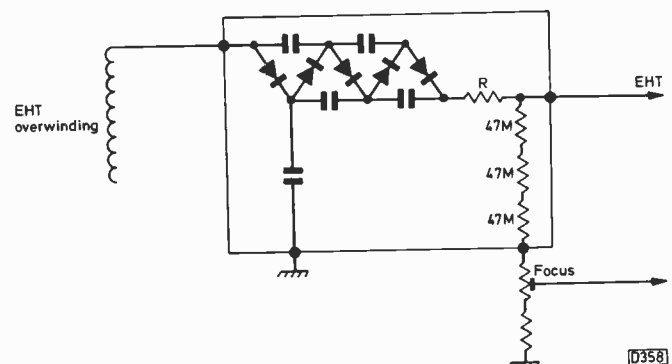 EHT
overwinding
R
EHT
47M
47M
47M
Focus
D358